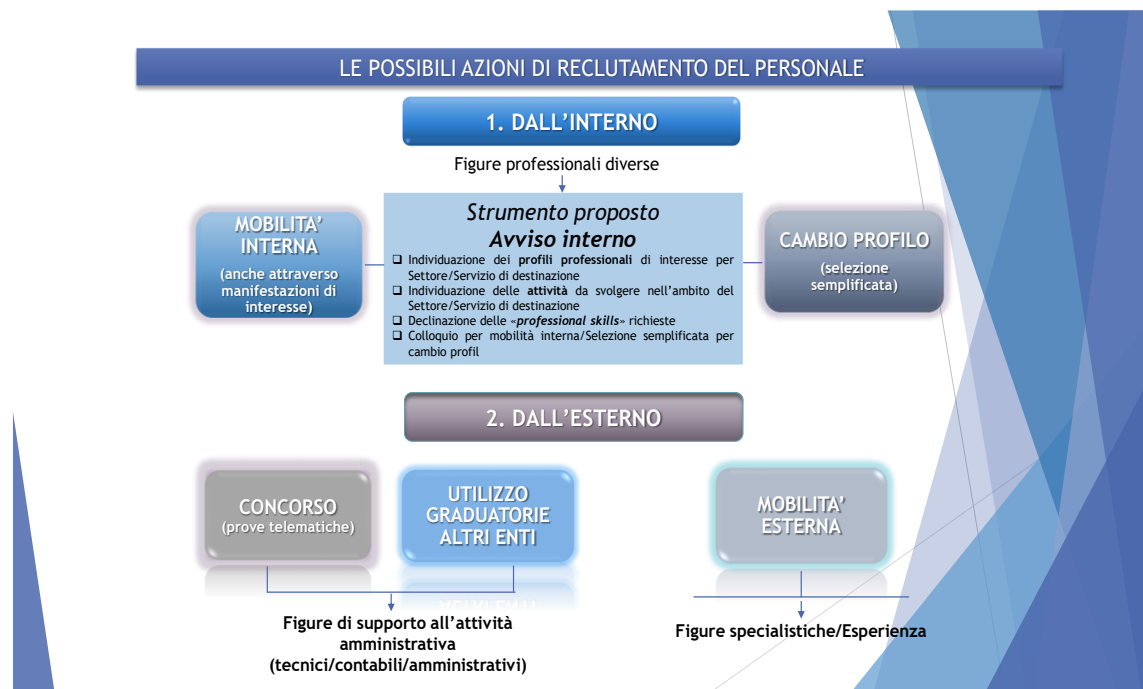 LE POSSIBILI AZIONI DI RECLUTAMENTO DEL PERSONALE
1. DALL'INTERNO
Figure professionali diverse
MOBILITA'
INTERNA
(anche attraverso
manifestazioni di
interesse)
Strumento proposto
Avviso interno
❑ Individuazione dei profili professionali di interesse per
Settore/Servizio di destinazione
❑ Individuazione delle attività da svolgere nell'ambito del
Settore/Servizio di destinazione
❑ Declinazione delle «professional skills» richieste
❑ Colloquio per mobilità interna/Selezione semplificata per
cambio profil
CAMBIO PROFILO
(selezione
semplificata)
2. DALL'ESTERNO
CONCORSO
(prove telematiche)
UTILIZZO
GRADUATORIE
ALTRI ENTI
MOBILITA'
ESTERNA
Figure di supporto all'attività
amministrativa
(tecnici/contabili/amministrativi)
Figure specialistiche/Esperienza